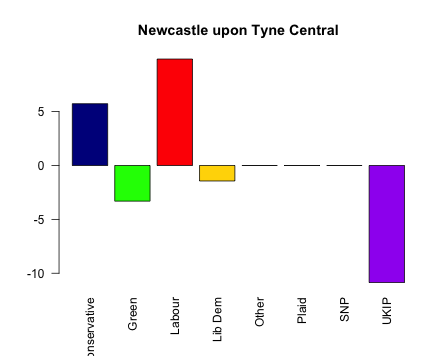 Newcastle upon Tyne Central
5
0
-5
-10
onservative
Green
Labour
Lib Dem
Other
Plaid
SNP
UKIP